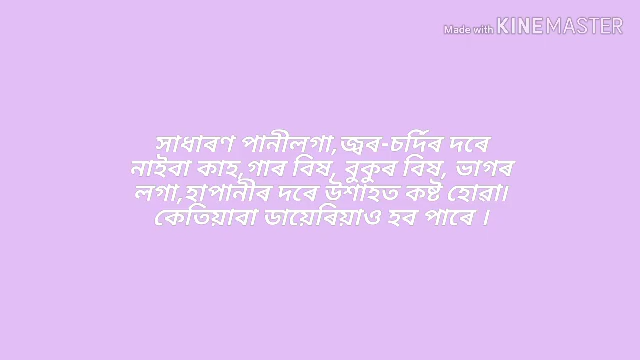 Made with KINEMASTER
সাধাৰণ পানীলগা,জ্বৰ-চৰ্দিৰ দৰে
নাইবা কাহ,গাৰ বিষ, বুকুৰ বিষ, ভাগৰ
লগা,হাপানীৰ দৰে উশাহত কষ্ট হোৱা।
কেতিয়াবা ডায়েৰিয়াও হব পাৰে ।